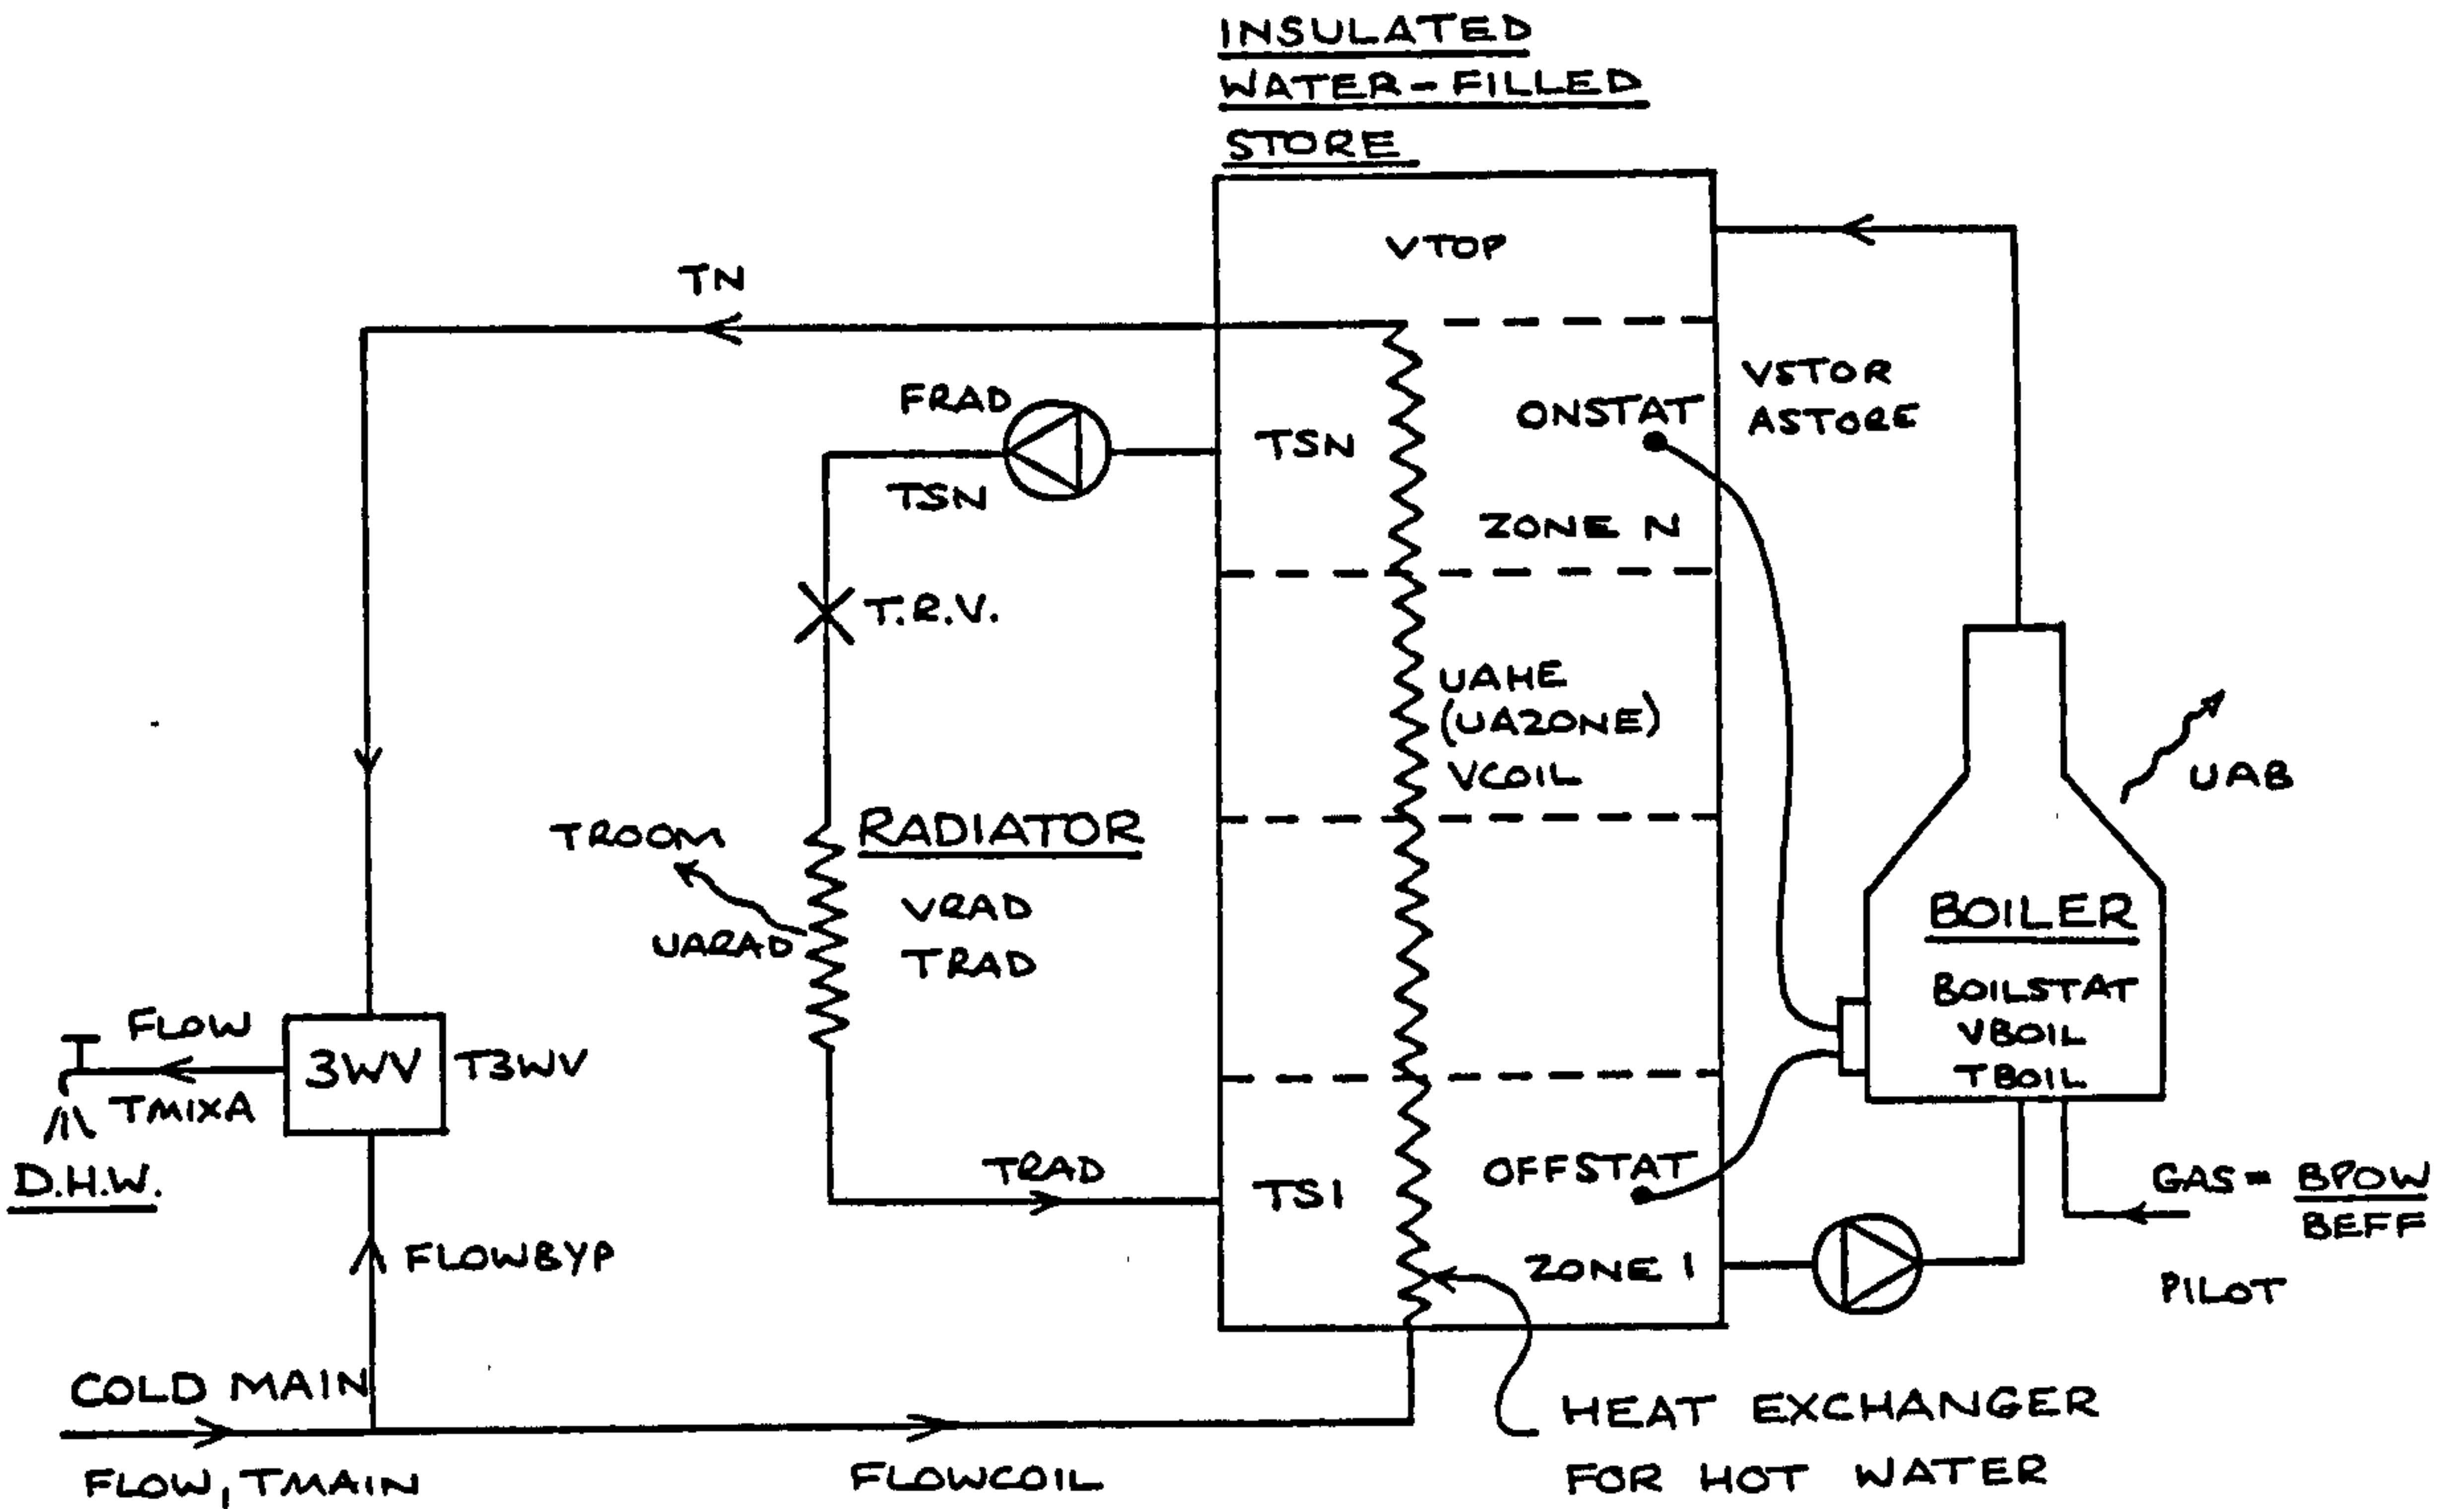 INSULATED
WATER-FILLED
STORE
VTOP
TN
VSTOR
ASTORE
FRAD
ONSTAT
TSN
TSN
ZONE N
T.R.V.
UAHE
(UAZONE)
VCOIL
UAB
TROOM
RADIATOR
UARAD
VRAD
TRAD
BOILER
BOILSTAT
VBOIL
TBOIL
FLOW
3WV
T3WV
TMIXA
D.H.W.
TRAD
TS1
OFFSTAT
GAS = BPOW
BEFF
FLOWBYP
ZONE 1
PILOT
COLD MAIN
FLOW, TMAIN
FLOWCOIL
HEAT EXCHANGER
FOR HOT WATER